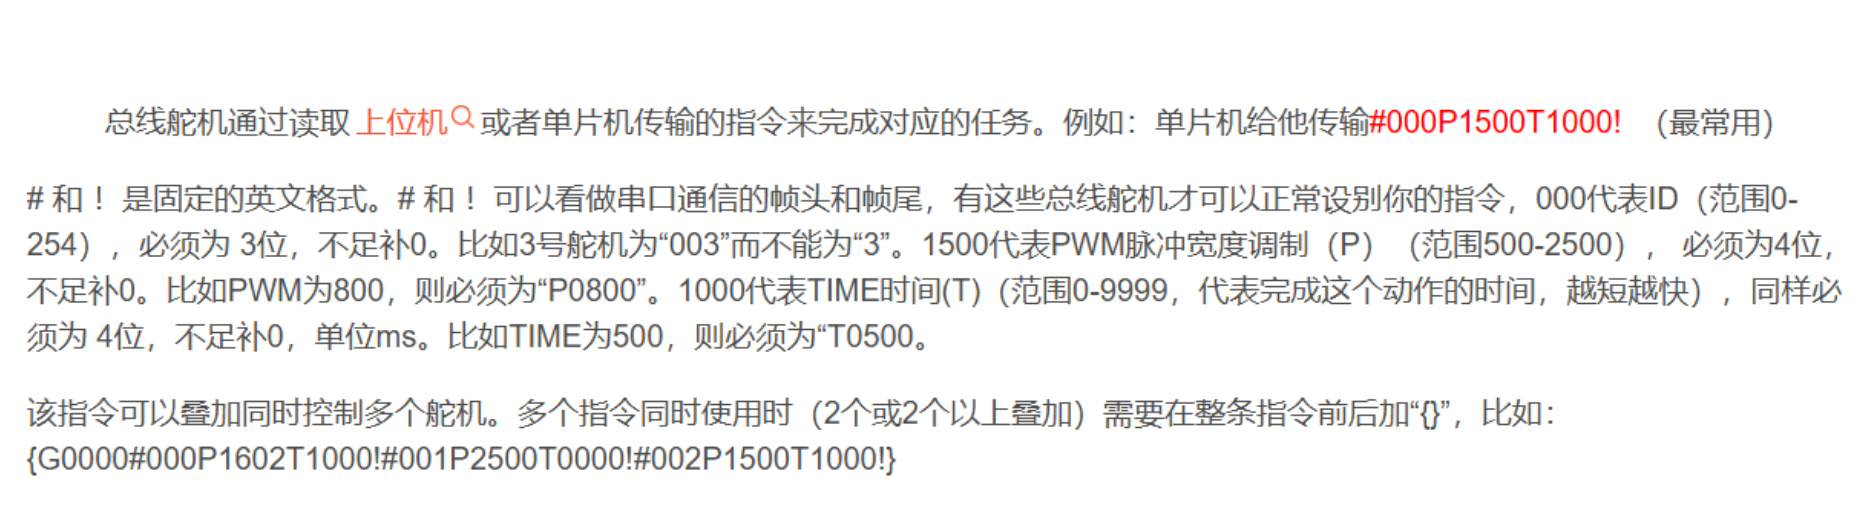 总线舵机通过读取 上位机 或者单片机传输的指令来完成对应的任务。例如：单片机给他传输#000P1500T1000! （最常用）
# 和！是固定的英文格式。# 和！可以看做串口通信的帧头和帧尾，有这些总线舵机才可以正常设别你的指令，000代表ID（范围0-
254），必须为 3位，不足补0。比如3号舵机为“003”而不能为“3”。1500代表PWM脉冲宽度调制（P）（范围500-2500）， 必须为4位，
不足补0。比如PWM为800，则必须为“P0800”。1000代表TIME时间(T)（范围0-9999，代表完成这个动作的时间，越短越快），同样必
须为 4位，不足补0，单位ms。比如TIME为500，则必须为“T0500。
该指令可以叠加同时控制多个舵机。多个指令同时使用时（2个或2个以上叠加）需要在整条指令前后加“{}”，比如：
{G0000#000P1602T1000!#001P2500T0000!#002P1500T1000!}